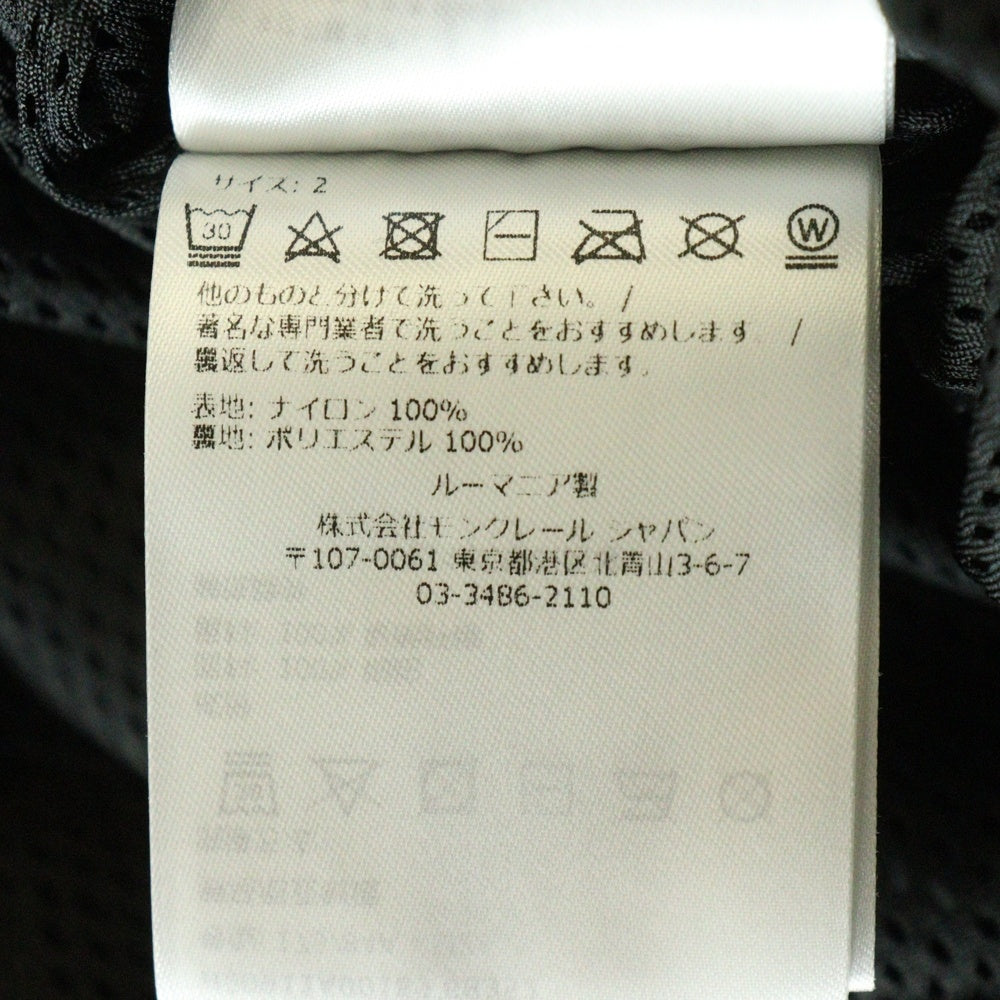 サイズ: 2
30 W
他のものと分けて洗って下さい。 /
著名な専門業者で洗うことをおすすめします。 /
裏返して洗うことをおすすめします。
表地: ナイロン 100%
裏地: ポリエステル 100%
ルーマニア製
株式会社モンクレール ジャパン
〒107-0061 東京都港区北青山3-6-7
03-3486-2110